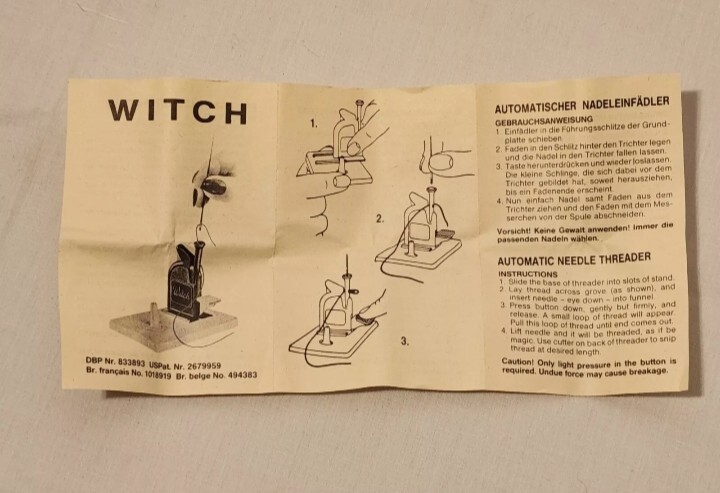 WITCH
DBP Nr. 833893 USPat. Nr. 2679959
Br. français No. 1018919 Br. belge No. 494383
1.
2.
3.
AUTOMATISCHER NADELEINFÄDLER
GEBRAUCHSANWEISUNG
1. Einfädler in die Führungsschlitze der Grund-
platte schieben.
2. Faden in den Schlitz hinter den Trichter legen
und die Nadel in den Trichter fallen lassen.
3. Taste herunterdrücken und wieder loslassen.
Die kleine Schlinge, die sich dabei vor dem
Trichter gebildet hat, soweit herausziehen,
bis ein Fadenende erscheint.
4. Nun einfach Nadel samt Faden aus dem
Trichter ziehen und den Faden mit dem Mes-
serchen von der Spule abschneiden.
Vorsicht! Keine Gewalt anwenden! Immer die
passenden Nadeln wählen.
AUTOMATIC NEEDLE THREADER
INSTRUCTIONS
1. Slide the base of threader into slots of stand.
2. Lay thread across grove (as shown), and
insert needle – eye down – into funnel.
3. Press button down, gently but firmly, and
release. A small loop of thread will appear.
Pull this loop of thread until end comes out.
4. Lift needle and it will be threaded, as if be
magic. Use cutter on back of threader to snip
thread at desired length.
Caution! Only light pressure in the button is
required. Undue force may cause breakage.